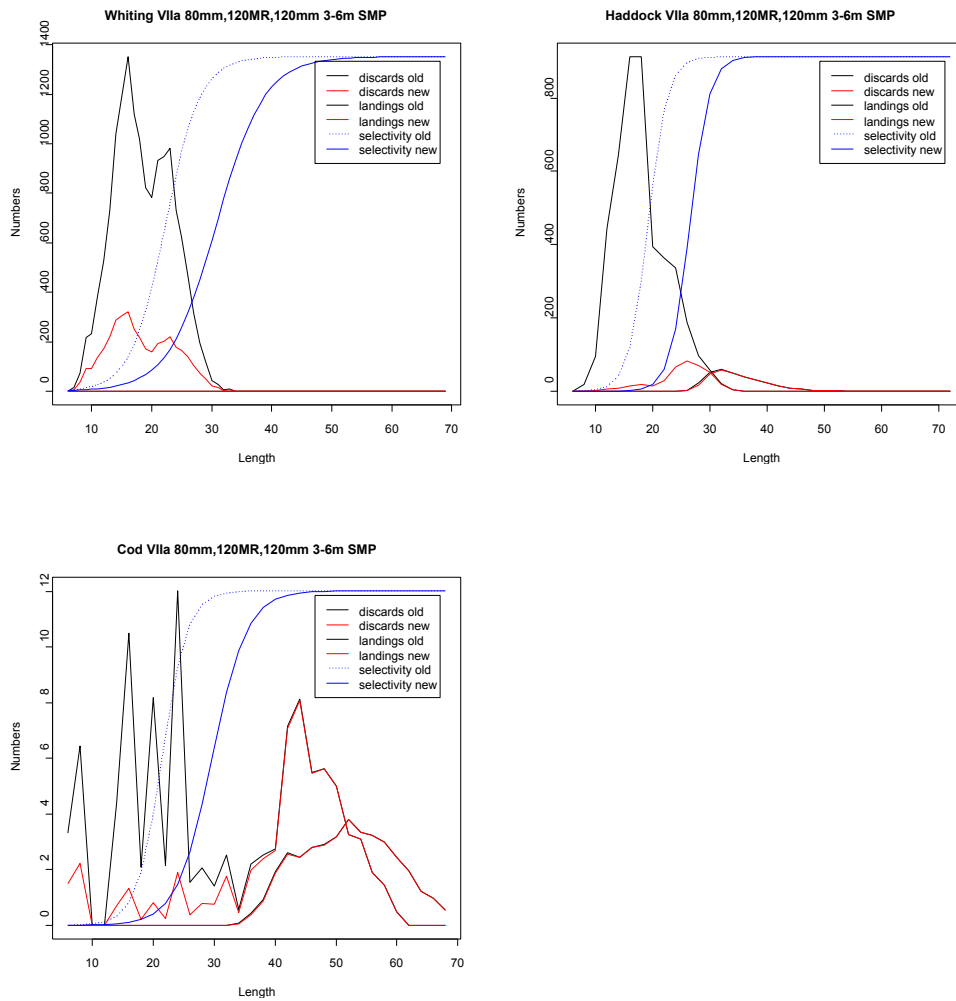 Whiting VIIa 80mm,120MR,120mm 3-6m SMP
Numbers
0 200 400 600 800 1000 1200 1400
discards old
discards new
landings old
landings new
selectivity old
selectivity new
10 20 30 40 50 60 70
Length
Haddock VIIa 80mm,120MR,120mm 3-6m SMP
Numbers
0 200 400 600 800
discards old
discards new
landings old
landings new
selectivity old
selectivity new
10 20 30 40 50 60 70
Length
Cod VIIa 80mm,120MR,120mm 3-6m SMP
Numbers
0 2 4 6 8 10 12
discards old
discards new
landings old
landings new
selectivity old
selectivity new
10 20 30 40 50 60 70
Length